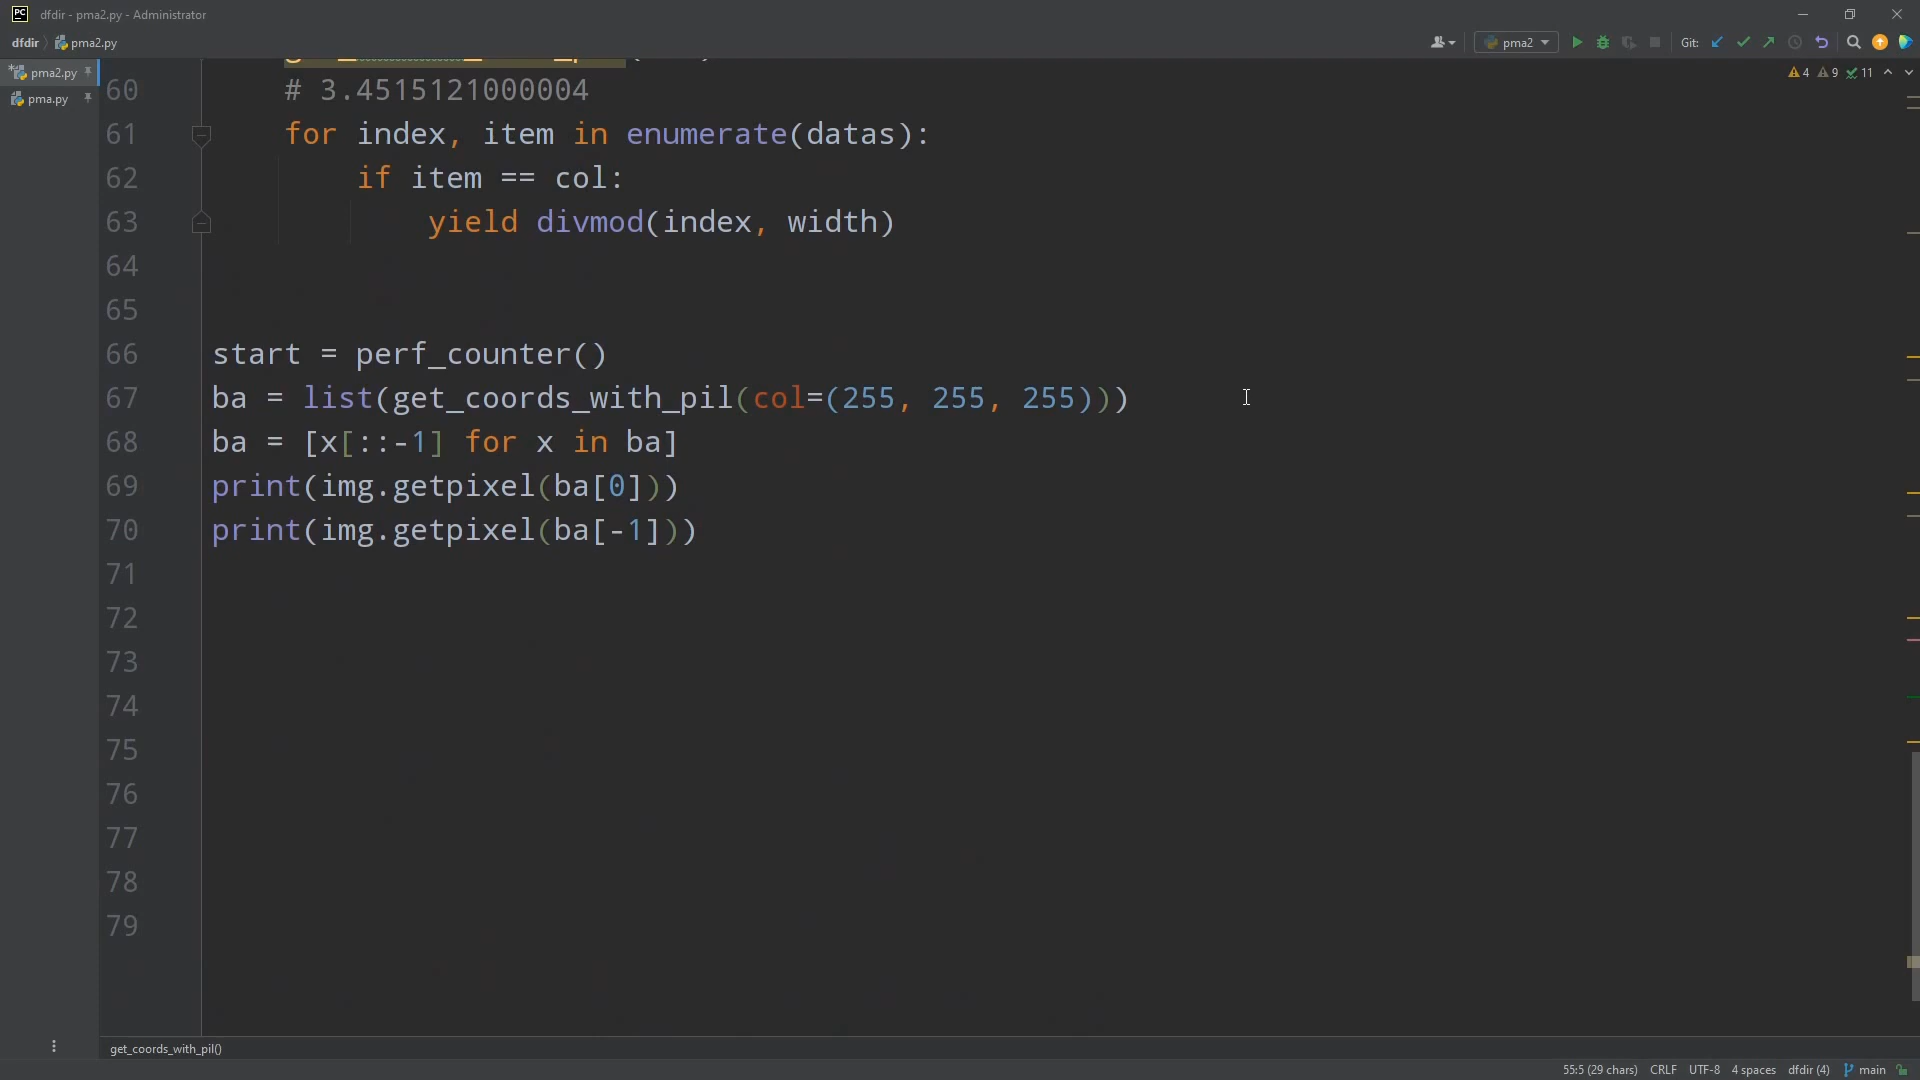 dfdir - pma2.py - Administrator
dfdir pma2.py
pma2
Git:
pma2.py
pma.py
4 9 11
60 # 3.4515121000004
61 for index, item in enumerate(datas):
62 if item == col:
63 yield divmod(index, width)
64
65
66 start = perf_counter()
67 ba = list(get_coords_with_pil(col=(255, 255, 255)))
68 ba = [x[::-1] for x in ba]
69 print(img.getpixel(ba[0]))
70 print(img.getpixel(ba[-1]))
71
72
73
74
75
76
77
78
79
get_coords_with_pil()
55:5 (29 chars) CRLF UTF-8 4 spaces dfdir (4) main